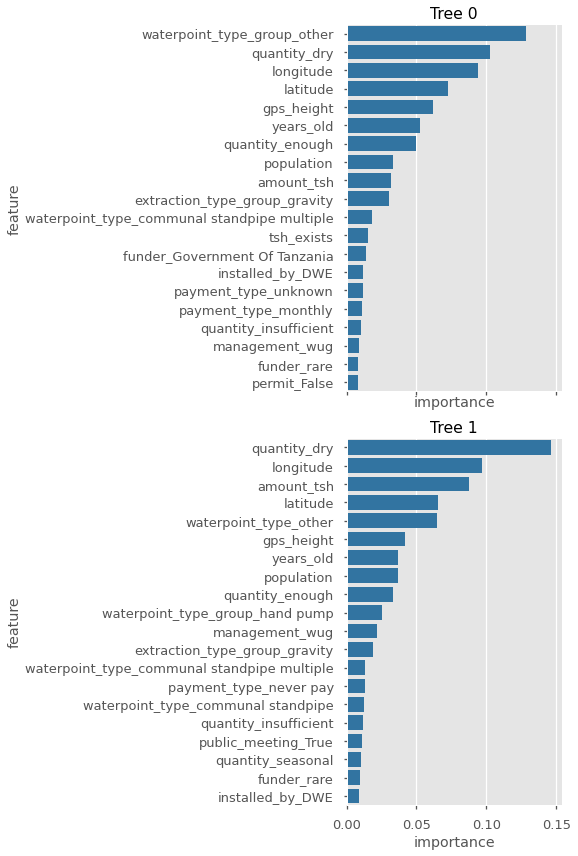 Tree 0
waterpoint_type_group_other
quantity_dry
longitude
latitude
gps_height
years_old
quantity_enough
population
amount_tsh
extraction_type_group_gravity
waterpoint_type_communal standpipe multiple
tsh_exists
funder_Government Of Tanzania
installed_by_DWE
payment_type_unknown
payment_type_monthly
quantity_insufficient
management_wug
funder_rare
permit_False
feature
importance
Tree 1
quantity_dry
longitude
amount_tsh
latitude
waterpoint_type_other
gps_height
years_old
population
quantity_enough
waterpoint_type_group_hand pump
management_wug
extraction_type_group_gravity
waterpoint_type_communal standpipe multiple
payment_type_never pay
waterpoint_type_communal standpipe
quantity_insufficient
public_meeting_True
quantity_seasonal
funder_rare
installed_by_DWE
feature
0.00 0.05 0.10 0.15
importance